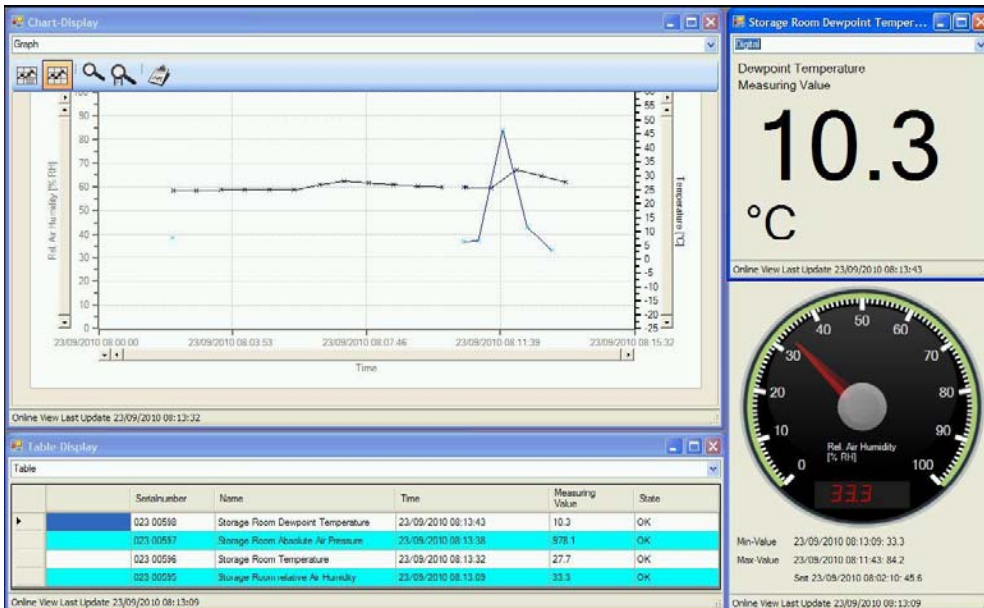 Chart-Display
Graph
Rel. Air Humidity [% RH]
100
90
80
70
60
50
40
30
20
10
0
60
55
50
45
40
35
30
25
20
15
10
5
0
-5
-10
-15
-20
-25
Temperature [°C]
23/09/2010 08:00:00
23/09/2010 08:03:53
23/09/2010 08:07:46
23/09/2010 08:11:39
23/09/2010 08:15:32
Time
Online View Last Update 23/09/2010 08:13:32
Table-Display
Table
Serialnumber Name Time Measuring Value State
023 00598 Storage Room Dewpoint Temperature 23/09/2010 08:13:43 10.3 OK
023 00597 Storage Room Absolute Air Pressure 23/09/2010 08:13:38 978.1 OK
023 00596 Storage Room Temperature 23/09/2010 08:13:32 27.7 OK
023 00595 Storage Room relative Air Humidity 23/09/2010 08:13:09 33.3 OK
Online View Last Update 23/09/2010 08:13:09
Storage Room Dewpoint Temper...
Digital
Dewpoint Temperature
Measuring Value
10.3
°C
Online View Last Update 23/09/2010 08:13:43
0
10
20
30
40
50
60
70
80
90
100
Rel. Air Humidity
[% RH]
33.3
Min-Value 23/09/2010 08:13:09: 33.3
Max-Value 23/09/2010 08:11:43: 84.2
Seit 23/09/2010 08:02:10: 45.6
Online View Last Update 23/09/2010 08:13:09